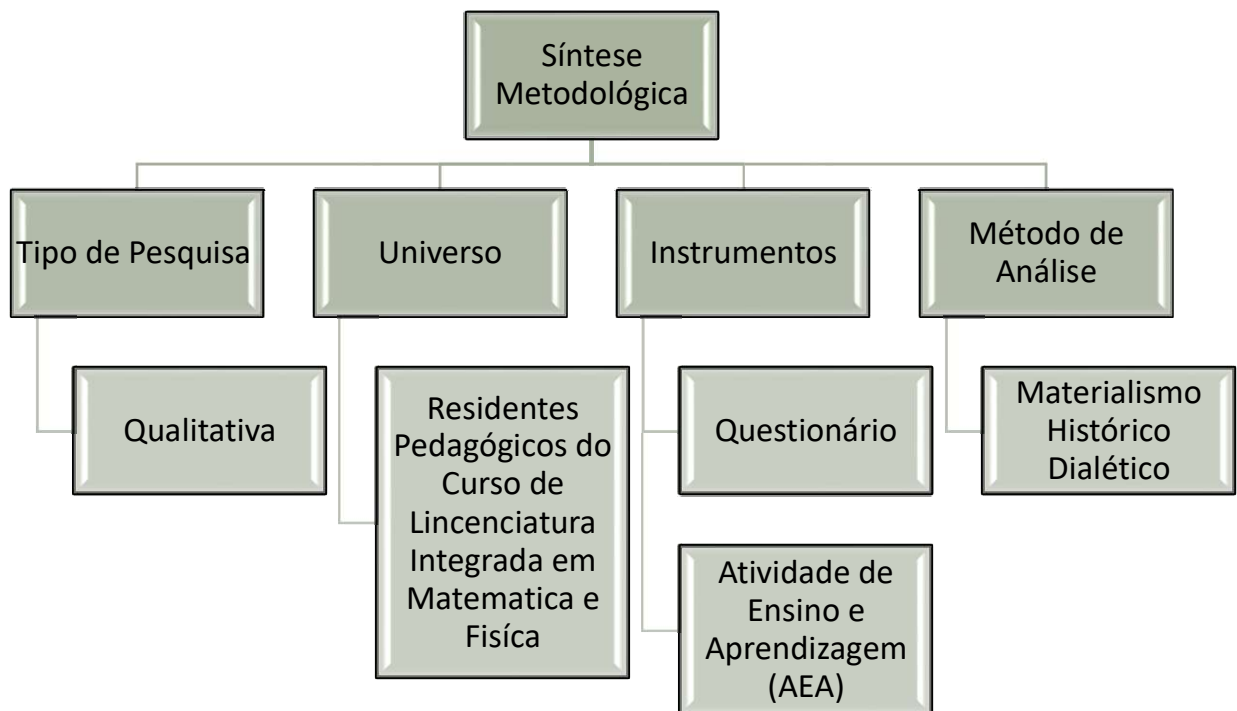 Síntese
Metodológica
Tipo de Pesquisa
Universo
Instrumentos
Método de
Análise
Qualitativa
Residentes
Pedagógicos do
Curso de
Lincenciatura
Integrada em
Matematica e
Fisíca
Questionário
Atividade de
Ensino e
Aprendizagem
(AEA)
Materialismo
Histórico
Dialético